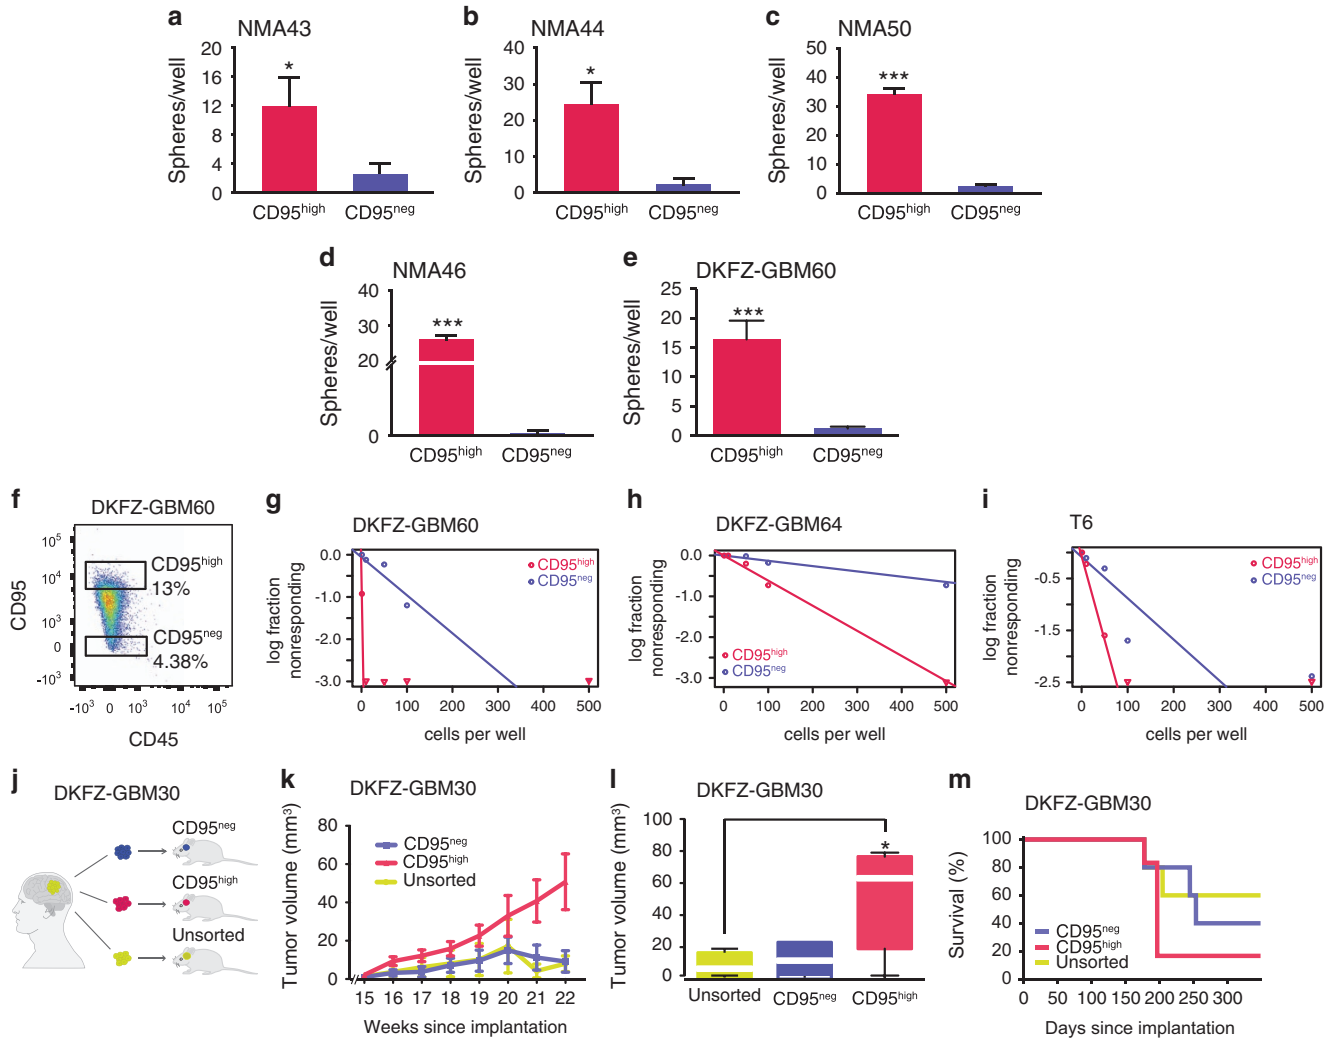 a
NMA43
Spheres/well
20
16
12
8
4
0
*
CD95high
CD95neg
b
NMA44
Spheres/well
40
30
20
10
0
*
CD95high
CD95neg
c
NMA50
Spheres/well
50
40
30
20
10
0
***
CD95high
CD95neg
d
NMA46
Spheres/well
40
30
20
0
***
CD95high
CD95neg
e
DKFZ-GBM60
Spheres/well
25
20
15
10
5
0
***
CD95high
CD95neg
f
DKFZ-GBM60
CD95
10^5
10^4
10^3
0
-10^3
CD95high
13%
CD95neg
4.38%
-10^3 0 10^3 10^4 10^5
CD45
g
DKFZ-GBM60
log fraction
nonresponding
0.0
-1.0
-2.0
-3.0
CD95high
CD95neg
0 100 200 300 400 500
cells per well
h
DKFZ-GBM64
log fraction
nonresponding
0.0
-1.0
-2.0
-3.0
CD95high
CD95neg
0 100 200 300 400 500
cells per well
i
T6
log fraction
nonresponding
-0.5
-1.5
-2.5
CD95high
CD95neg
0 100 200 300 400 500
cells per well
j
DKFZ-GBM30
CD95neg
CD95high
Unsorted
k
DKFZ-GBM30
Tumor volume (mm³)
80
60
40
20
0
CD95neg
CD95high
Unsorted
15 16 17 18 19 20 21 22
Weeks since implantation
l
DKFZ-GBM30
Tumor volume (mm³)
100
80
60
40
20
0
*
Unsorted
CD95neg
CD95high
m
DKFZ-GBM30
Survival (%)
100
80
60
40
20
0
CD95neg
CD95high
Unsorted
0 50 100 150 200 250 300
Days since implantation